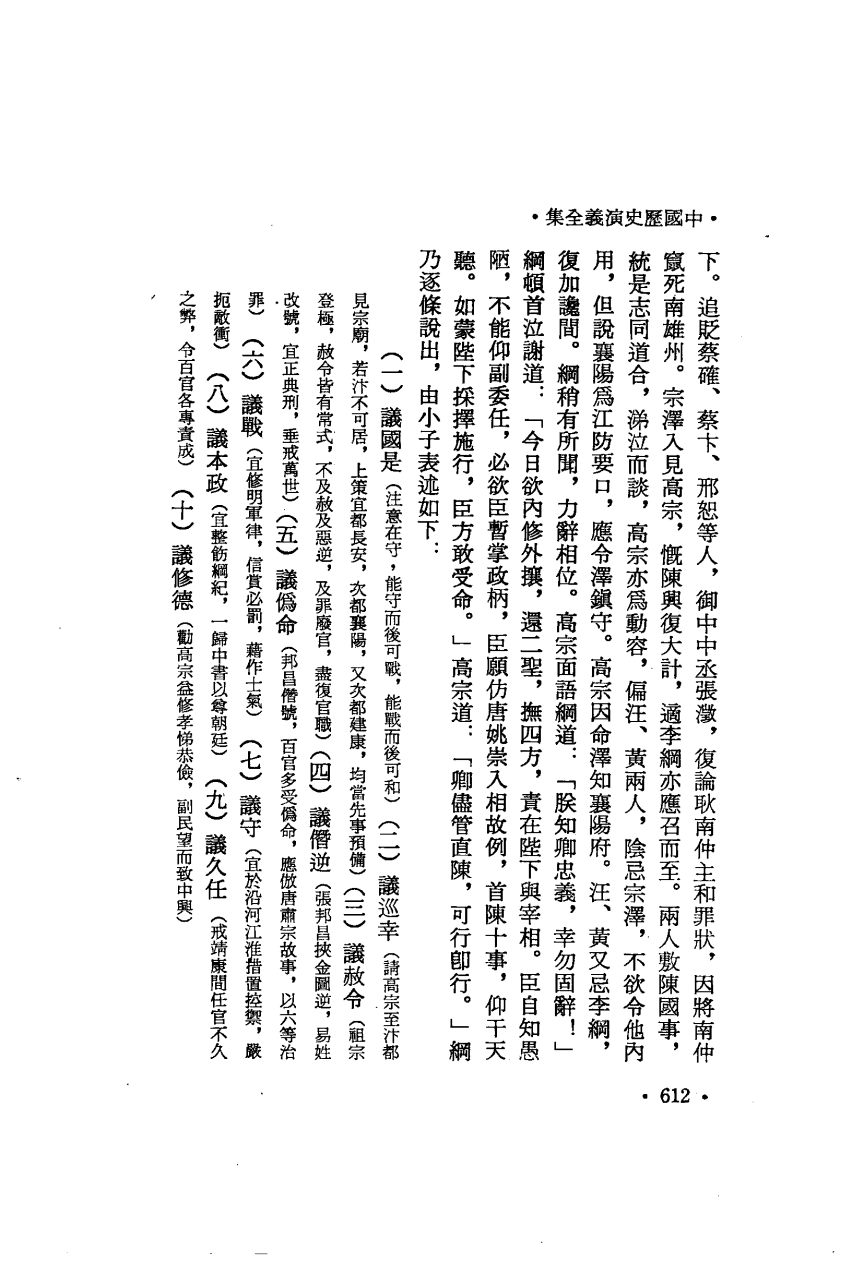 •中國歷史演義全集•
下。追貶蔡確、蔡卞、邢恕等人，御中中丞張澂，復論耿南仲主和罪狀，因將南仲
竄死南雄州。宗澤入見高宗，慨陳興復大計，適李綱亦應召而至。兩人敷陳國事，
統是志同道合，涕泣而談，高宗亦爲動容，偏汪、黃兩人，陰忌宗澤，不欲令他內
用，但說襄陽爲江防要口，應令澤鎮守。高宗因命澤知襄陽府。汪、黃又忌李綱，
復加讒間。綱稍有所聞，力辭相位。高宗面語綱道：「朕知卿忠義，幸勿固辭！」
綱頓首泣謝道：「今日欲內修外攘，還二聖，撫四方，責在陛下與宰相。臣自知愚
陋，不能仰副委任，必欲臣暫掌政柄，臣願仿唐姚崇入相故例，首陳十事，仰干天
聽。如蒙陛下採擇施行，臣方敢受命。」高宗道：「卿儘管直陳，可行卽行。」綱
乃逐條說出，由小子表述如下：
（一）議國是（注意在守，能守而後可戰，能戰而後可和）（二）議巡幸（請高宗至汴都
見宗廟，若汴不可居，上策宜都長安，次都襄陽，又次都建康，均當先事預備）（三）議赦令（祖宗
登極，赦令皆有常式，不及赦及惡逆，及罪廢官，盡復官職）（四）議僭逆（張邦昌挾金圖逆，易姓
改號，宜正典刑，垂戒萬世）（五）議僞命（邦昌僭號，百官多受僞命，應倣唐肅宗故事，以六等治
罪）（六）議戰（宜修明軍律，信賞必罰，藉作士氣）（七）議守（宜於沿河江淮措置控禦，嚴
扼敵衝）（八）議本政（宜整飭綱紀，一歸中書以尊朝廷）（九）議久任（戒靖康間任官不久
之弊，令百官各專責成）（十）議修德（勸高宗益修孝悌恭儉，副民望而致中興）
•612•